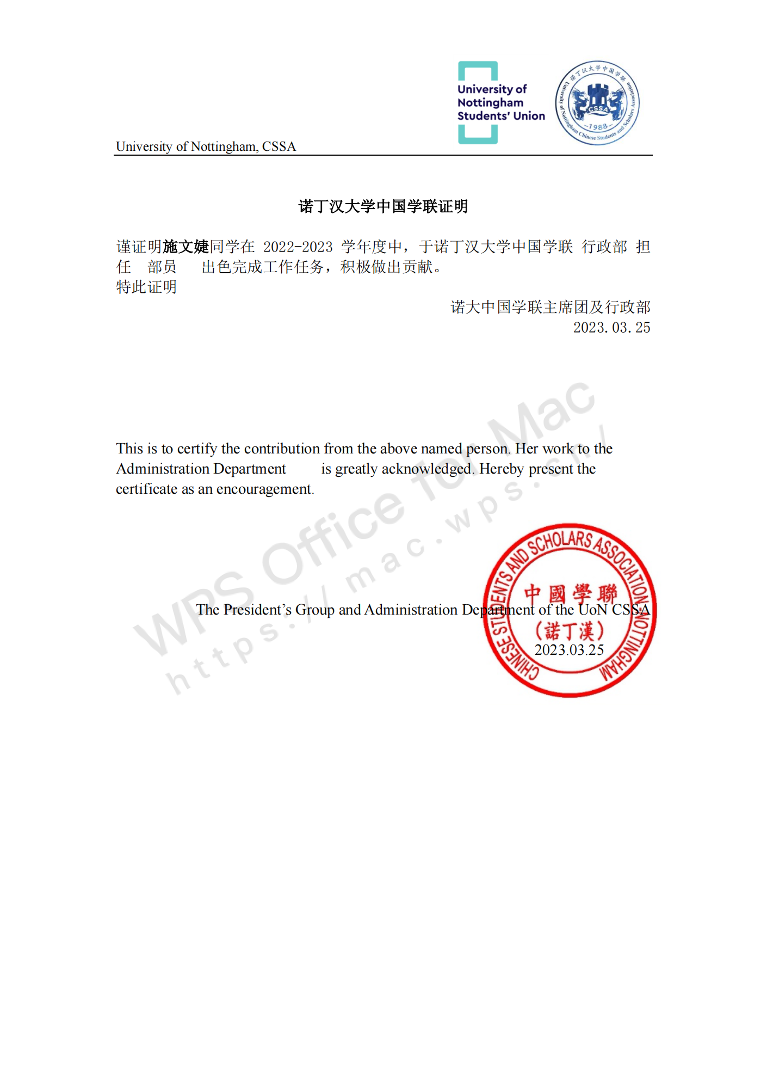 University of
Nottingham
Students' Union
诺丁汉大学中国学联
University of Nottingham Chinese Students and Scholars Association
CSSA
1988
University of Nottingham, CSSA
诺丁汉大学中国学联证明
谨证明施文婕同学在 2022-2023 学年度中，于诺丁汉大学中国学联 行政部 担
任 部员 出色完成工作任务，积极做出贡献。
特此证明
诺大中国学联主席团及行政部
2023.03.25
This is to certify the contribution from the above named person. Her work to the
Administration Department is greatly acknowledged. Hereby present the
certificate as an encouragement.
WPS Office for Mac
https://mac.wps.cn/
CHINESE STUDENTS AND SCHOLARS ASSOCIATION NOTTINGHAM
中國學聯
The President's Group and Administration Department of the UoN CSSA
(諾丁漢)
2023.03.25